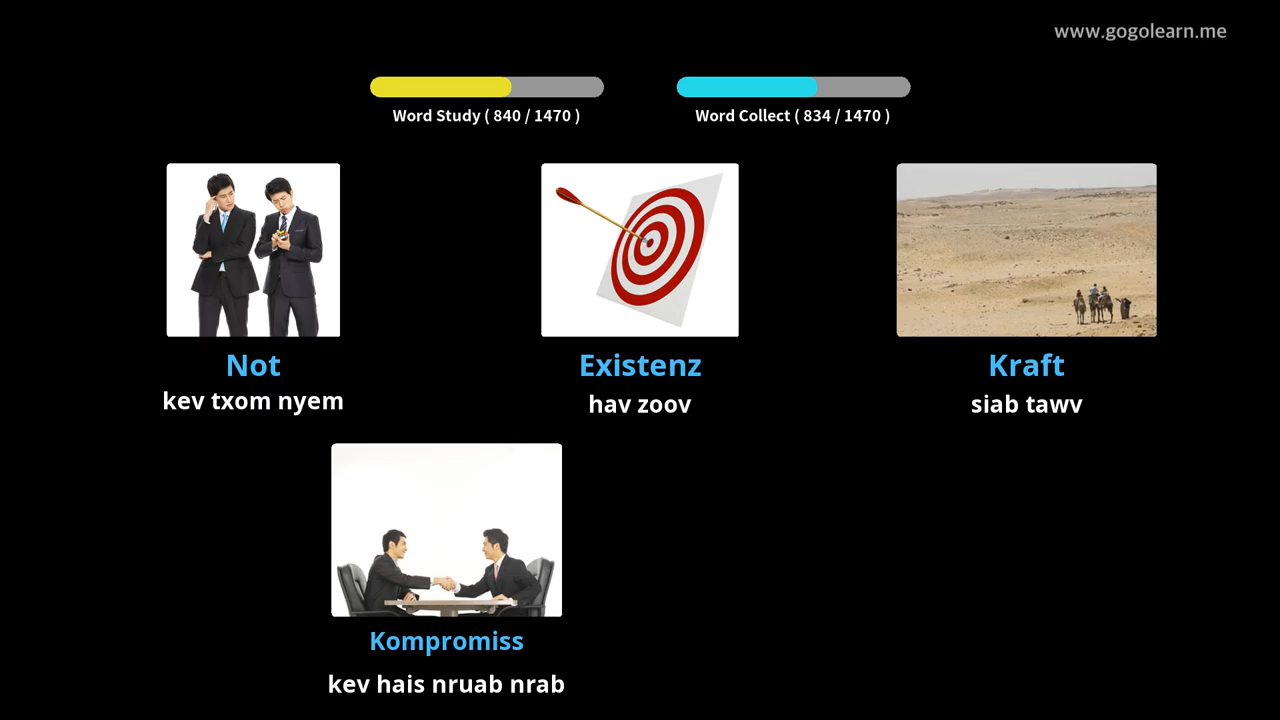 www.gogolearn.me
Word Study ( 840 / 1470 )
Word Collect ( 834 / 1470 )
Not
kev txom nyem
Existenz
hav zoov
Kraft
siab tawv
Kompromiss
kev hais nruab nrab